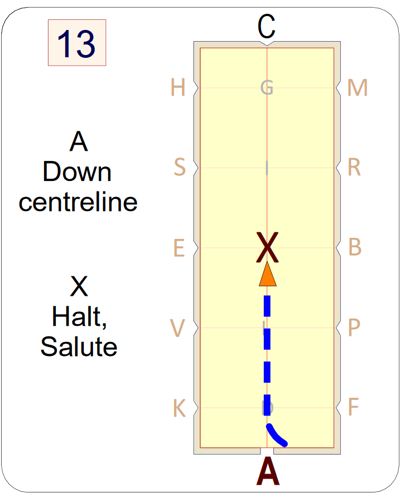 13
A
Down
centreline
X
Halt,
Salute
C
H G M
S I R
E X B
V L P
K D F
A